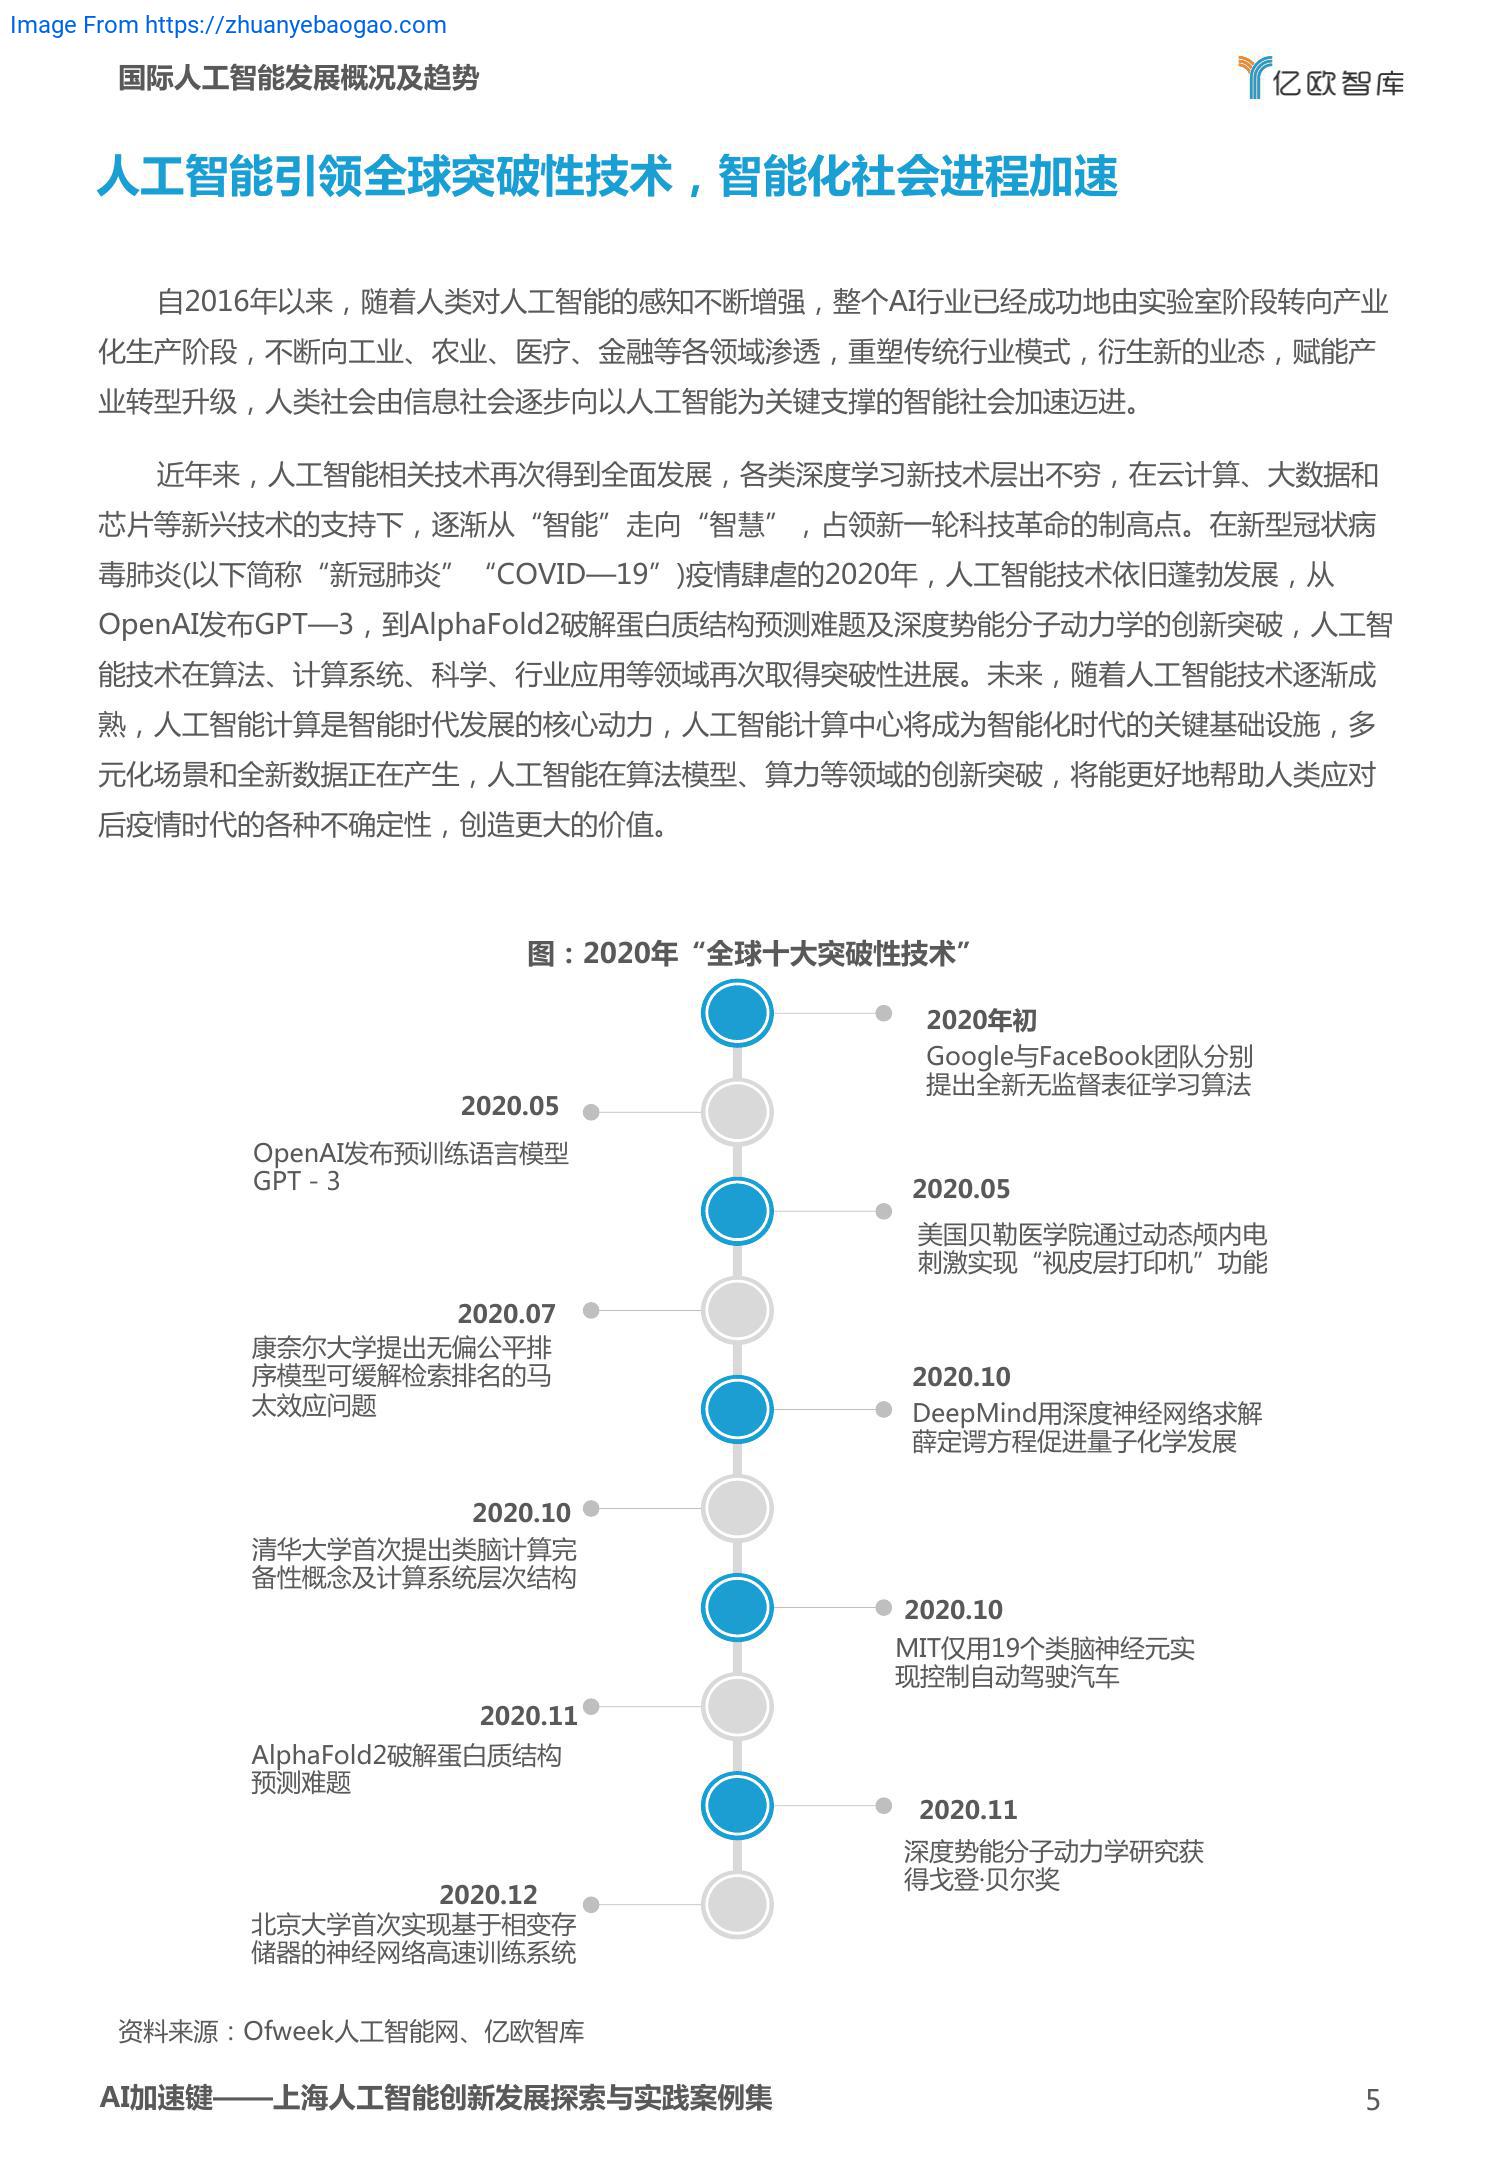 Image From https://zhuanyebaogao.com
国际人工智能发展概况及趋势
亿欧智库
人工智能引领全球突破性技术，智能化社会进程加速
自2016年以来，随着人类对人工智能的感知不断增强，整个AI行业已经成功地由实验室阶段转向产业
化生产阶段，不断向工业、农业、医疗、金融等各领域渗透，重塑传统行业模式，衍生新的业态，赋能产
业转型升级，人类社会由信息社会逐步向以人工智能为关键支撑的智能社会加速迈进。
近年来，人工智能相关技术再次得到全面发展，各类深度学习新技术层出不穷，在云计算、大数据和
芯片等新兴技术的支持下，逐渐从“智能”走向“智慧”，占领新一轮科技革命的制高点。在新型冠状病
毒肺炎(以下简称“新冠肺炎”“COVID—19”)疫情肆虐的2020年，人工智能技术依旧蓬勃发展，从
OpenAI发布GPT—3，到AlphaFold2破解蛋白质结构预测难题及深度势能分子动力学的创新突破，人工智
能技术在算法、计算系统、科学、行业应用等领域再次取得突破性进展。未来，随着人工智能技术逐渐成
熟，人工智能计算是智能时代发展的核心动力，人工智能计算中心将成为智能化时代的关键基础设施，多
元化场景和全新数据正在产生，人工智能在算法模型、算力等领域的创新突破，将能更好地帮助人类应对
后疫情时代的各种不确定性，创造更大的价值。
图：2020年“全球十大突破性技术”
2020年初
Google与FaceBook团队分别
提出全新无监督表征学习算法
2020.05
OpenAI发布预训练语言模型
GPT - 3
2020.05
美国贝勒医学院通过动态颅内电
刺激实现“视皮层打印机”功能
2020.07
康奈尔大学提出无偏公平排
序模型可缓解检索排名的马
太效应问题
2020.10
DeepMind用深度神经网络求解
薛定谔方程促进量子化学发展
2020.10
清华大学首次提出类脑计算完
备性概念及计算系统层次结构
2020.10
MIT仅用19个类脑神经元实
现控制自动驾驶汽车
2020.11
AlphaFold2破解蛋白质结构
预测难题
2020.11
深度势能分子动力学研究获
得戈登·贝尔奖
2020.12
北京大学首次实现基于相变存
储器的神经网络高速训练系统
资料来源：Ofweek人工智能网、亿欧智库
AI加速键——上海人工智能创新发展探索与实践案例集
5